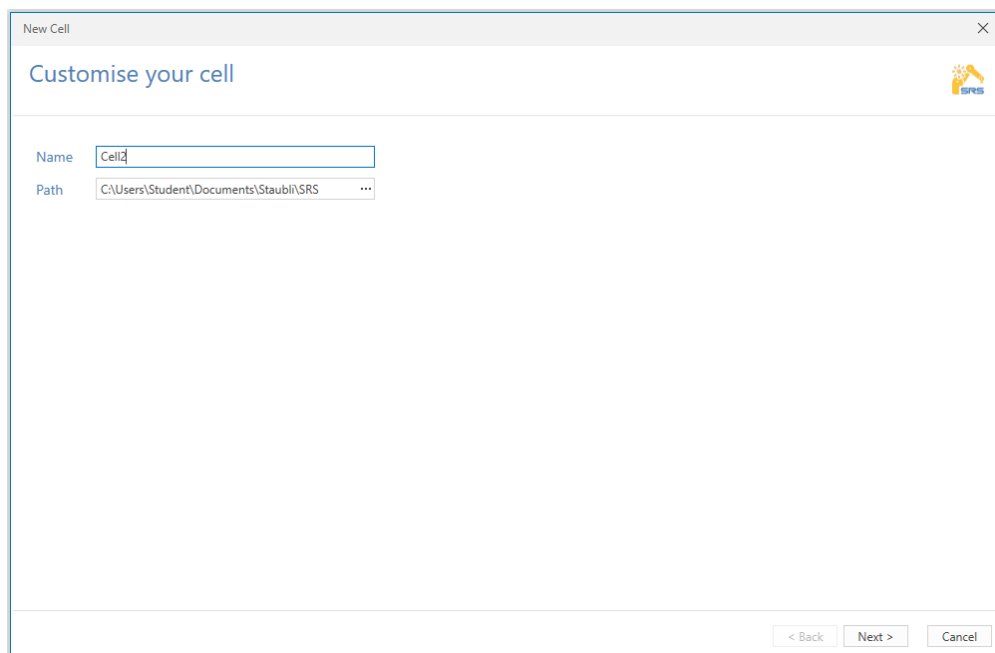 New Cell
Customise your cell
SRS
Name Cell2
Path C:\Users\Student\Documents\Staubli\SRS ...
< Back Next > Cancel